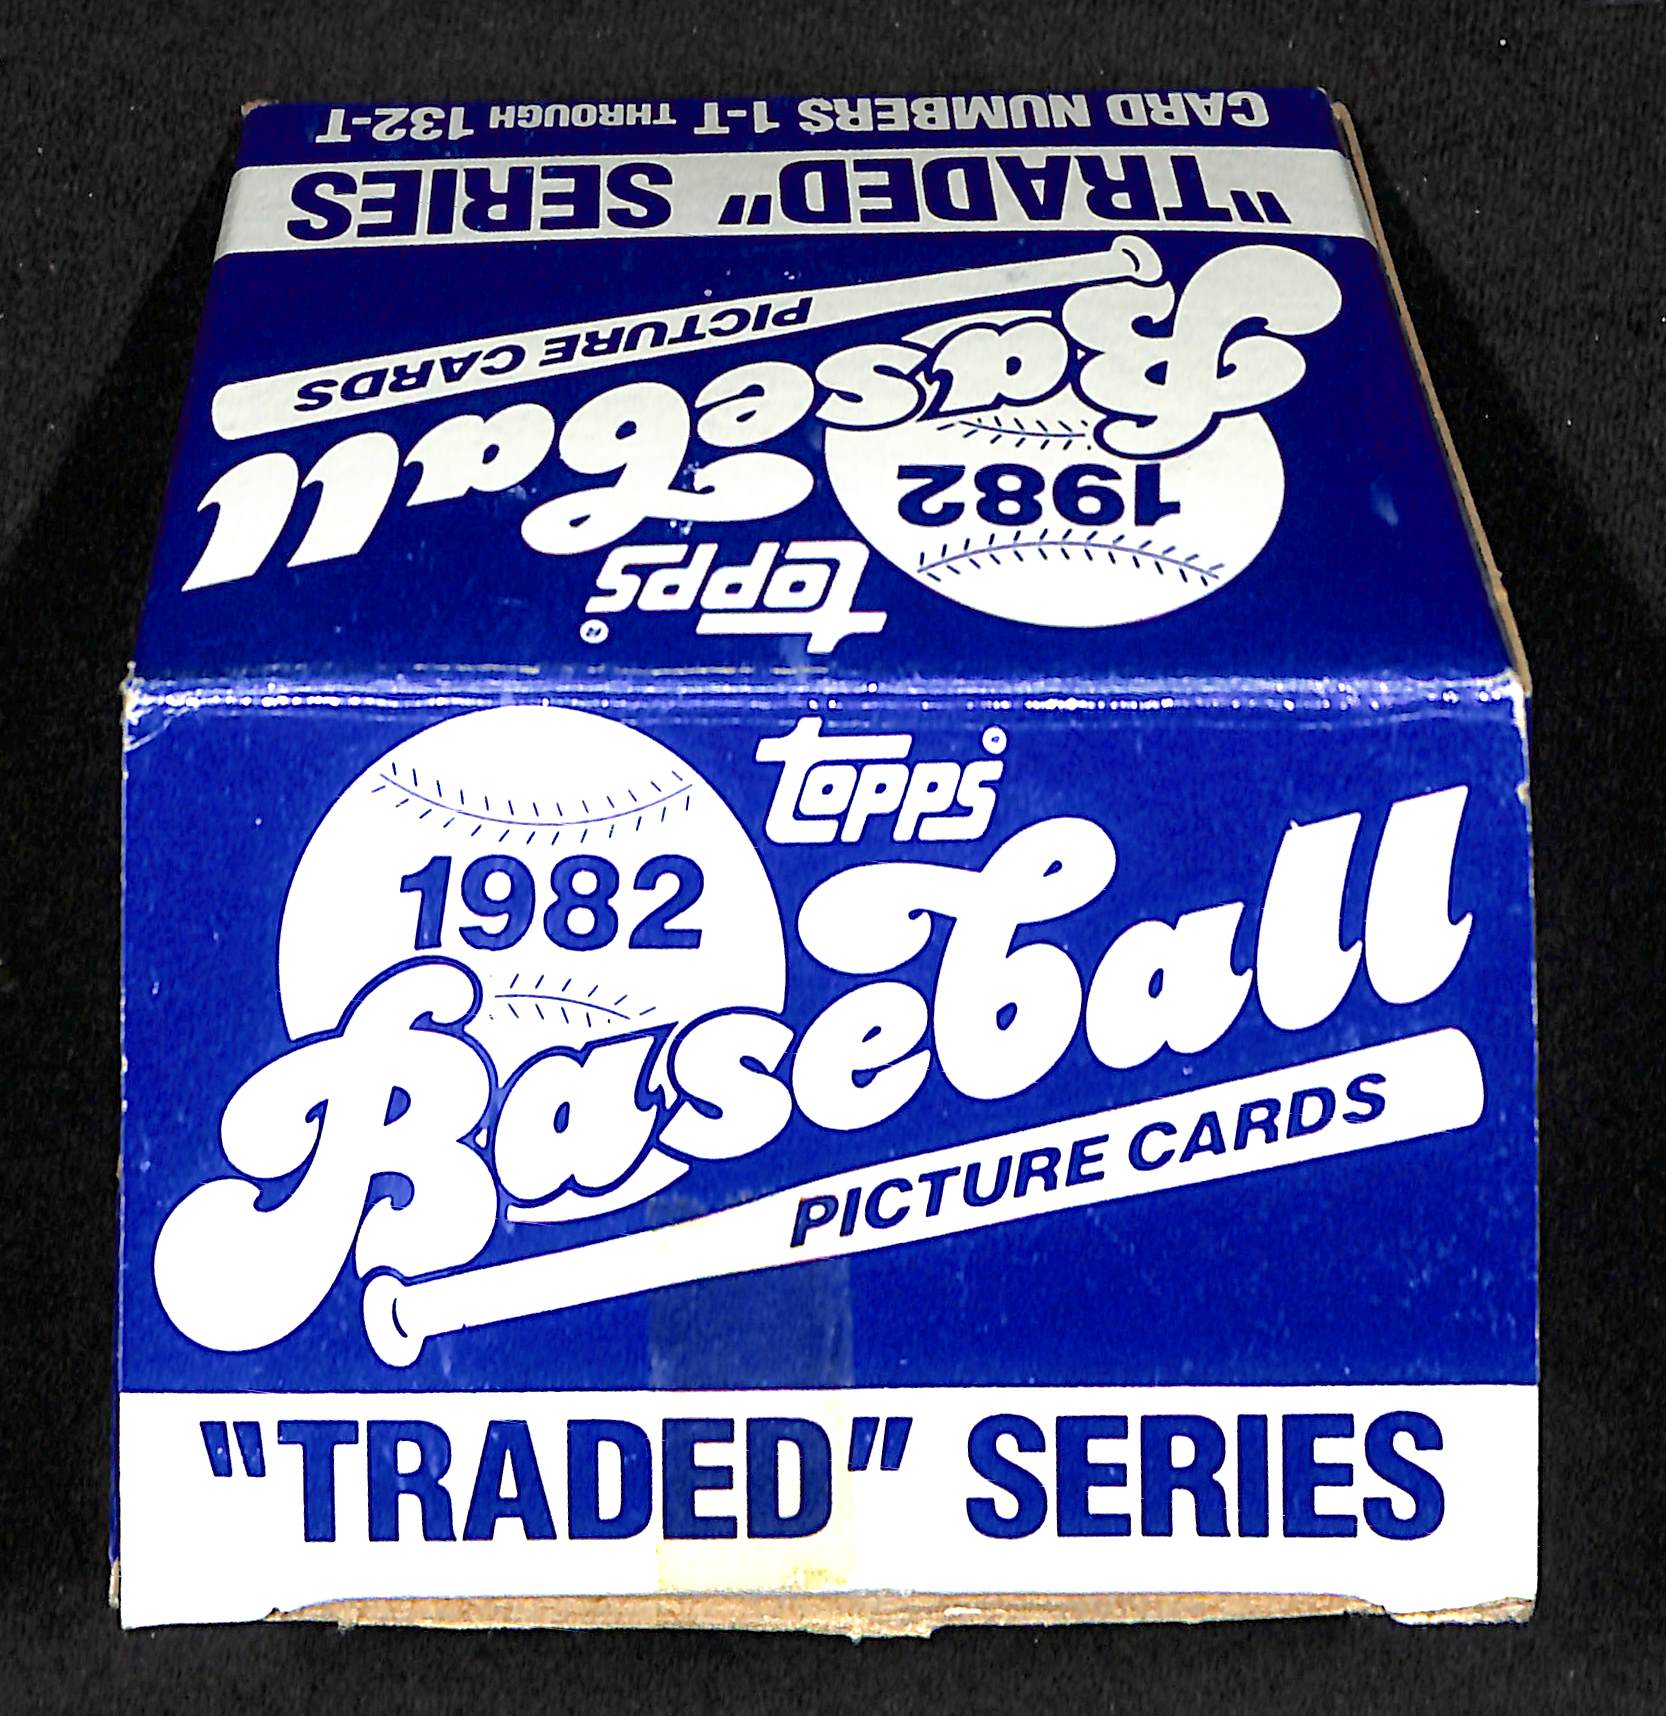 CARD NUMBERS 1-T THROUGH 132-T
"TRADED" SERIES
Baseball
PICTURE CARDS
1982
topps®
topps®
1982
Baseball
PICTURE CARDS
"TRADED" SERIES